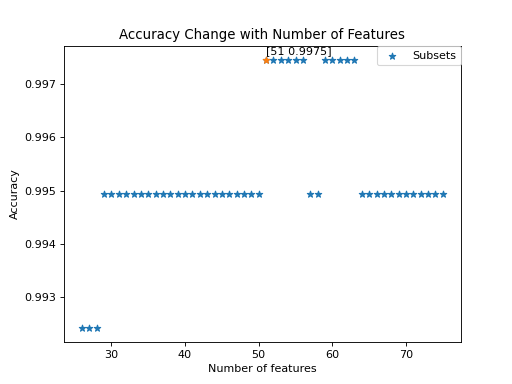 Accuracy Change with Number of Features
[51 0.9975]
Subsets
0.997
0.996
0.995
0.994
0.993
Accuracy
30 40 50 60 70
Number of features